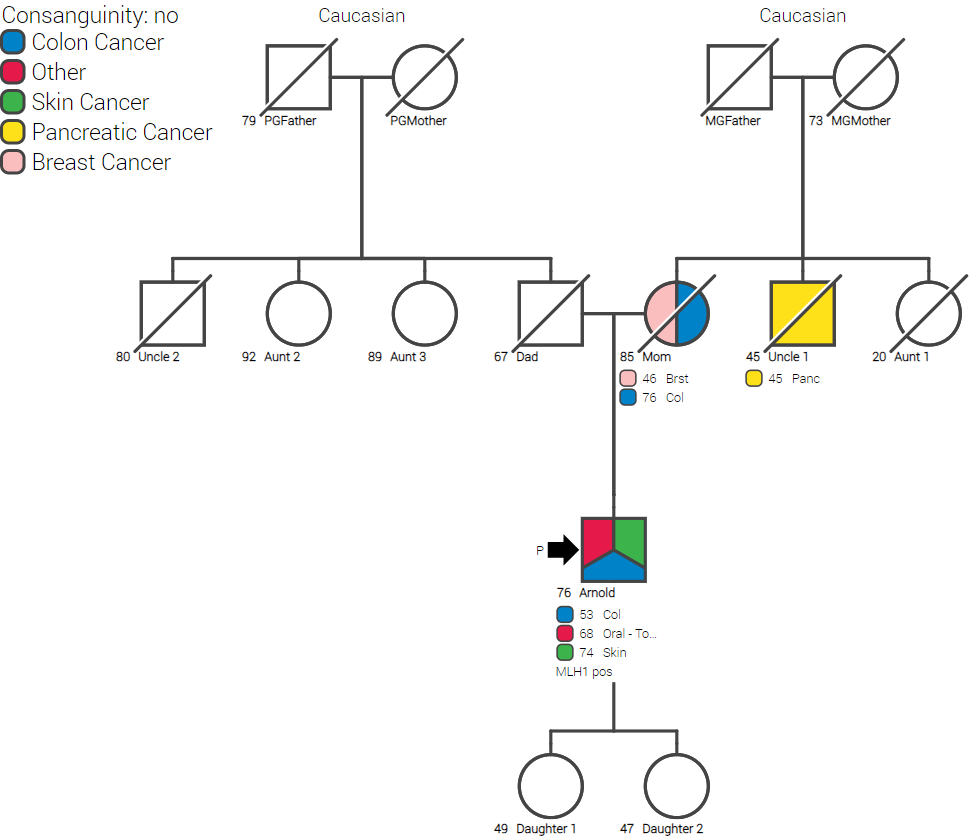 Consanguinity: no
Colon Cancer
Other
Skin Cancer
Pancreatic Cancer
Breast Cancer
Caucasian
Caucasian
79 PGFather
PGMother
MGFather
73 MGMother
80 Uncle 2
92 Aunt 2
89 Aunt 3
67 Dad
85 Mom
46 Brst
76 Col
45 Uncle 1
45 Panc
20 Aunt 1
P
76 Arnold
53 Col
68 Oral - To...
74 Skin
MLH1 pos
49 Daughter 1
47 Daughter 2